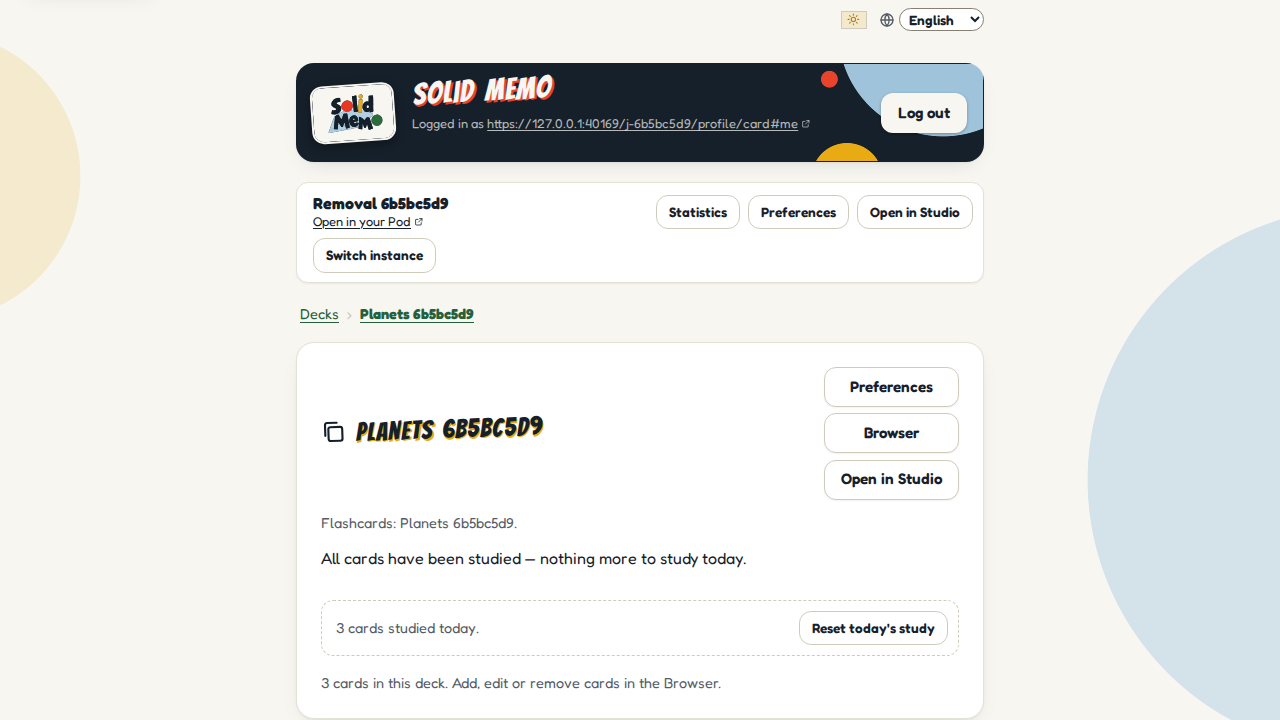 English
Solid Memo
SOLID MEMO
Logged in as https://127.0.0.1:40169/j-6b5bc5d9/profile/card#me
Log out
Removal 6b5bc5d9
Open in your Pod
Statistics
Preferences
Open in Studio
Switch instance
Decks › Planets 6b5bc5d9
PLANETS 6B5BC5D9
Preferences
Browser
Open in Studio
Flashcards: Planets 6b5bc5d9.
All cards have been studied — nothing more to study today.
3 cards studied today.
Reset today's study
3 cards in this deck. Add, edit or remove cards in the Browser.